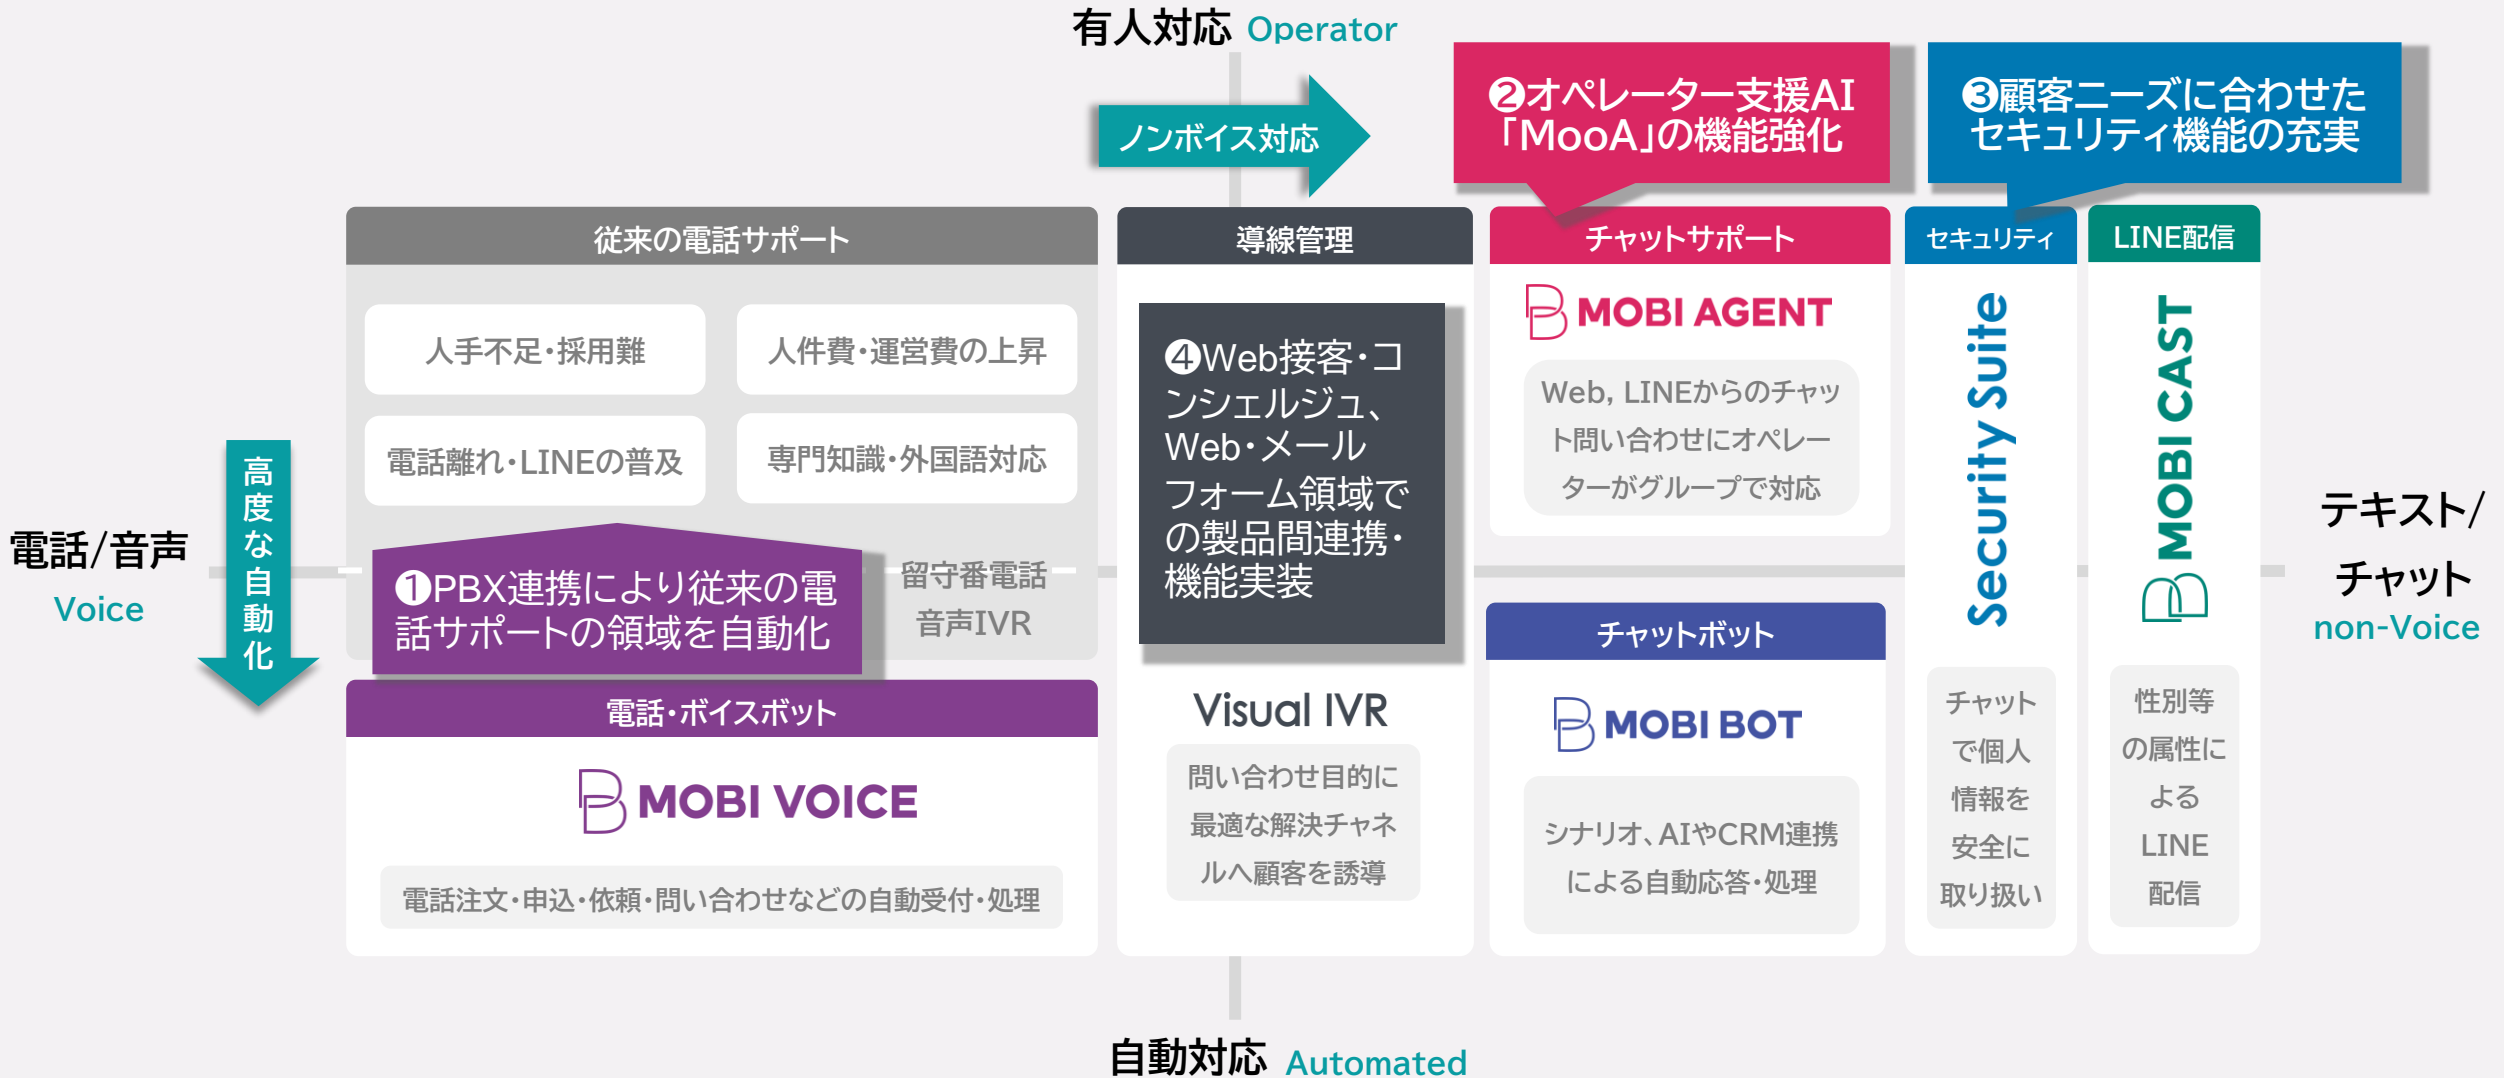 有人対応 Operator
ノンボイス対応
❷オペレーター支援AI
「MooA」の機能強化
❸顧客ニーズに合わせた
セキュリティ機能の充実
電話/音声
Voice
高度な自動化
従来の電話サポート
人手不足・採用難
人件費・運営費の上昇
電話離れ・LINEの普及
専門知識・外国語対応
❶PBX連携により従来の電
話サポートの領域を自動化
留守番電話
音声IVR
電話・ボイスボット
MOBI VOICE
電話注文・申込・依頼・問い合わせなどの自動受付・処理
導線管理
❹Web接客・コ
ンシェルジュ、
Web・メール
フォーム領域で
の製品間連携・
機能実装
Visual IVR
問い合わせ目的に
最適な解決チャネ
ルへ顧客を誘導
チャットサポート
MOBI AGENT
Web, LINEからのチャッ
ト問い合わせにオペレー
ターがグループで対応
チャットボット
MOBI BOT
シナリオ、AIやCRM連携
による自動応答・処理
セキュリティ
Security Suite
チャット
で個人
情報を
安全に
取り扱い
LINE配信
MOBI CAST
性別等
の属性に
よる
LINE
配信
テキスト/
チャット
non-Voice
自動対応 Automated